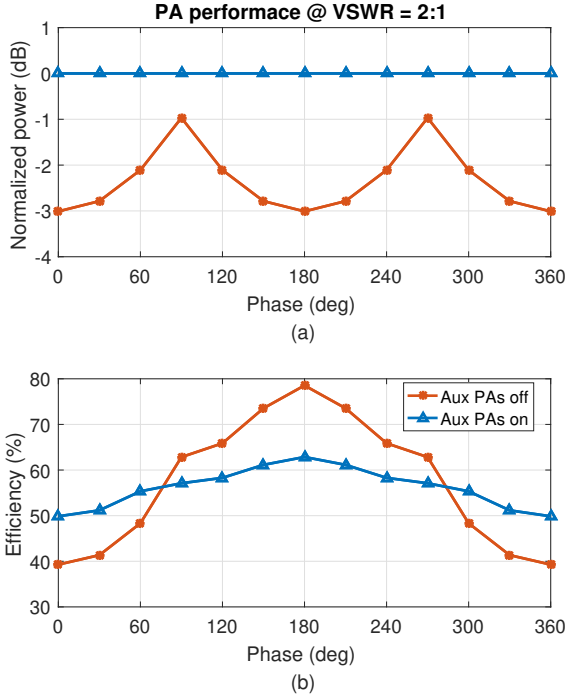 PA performace @ VSWR = 2:1
Normalized power (dB)
1
0
-1
-2
-3
-4
0 60 120 180 240 300 360
Phase (deg)
(a)
Efficiency (%)
80
70
60
50
40
30
Aux PAs off
Aux PAs on
0 60 120 180 240 300 360
Phase (deg)
(b)